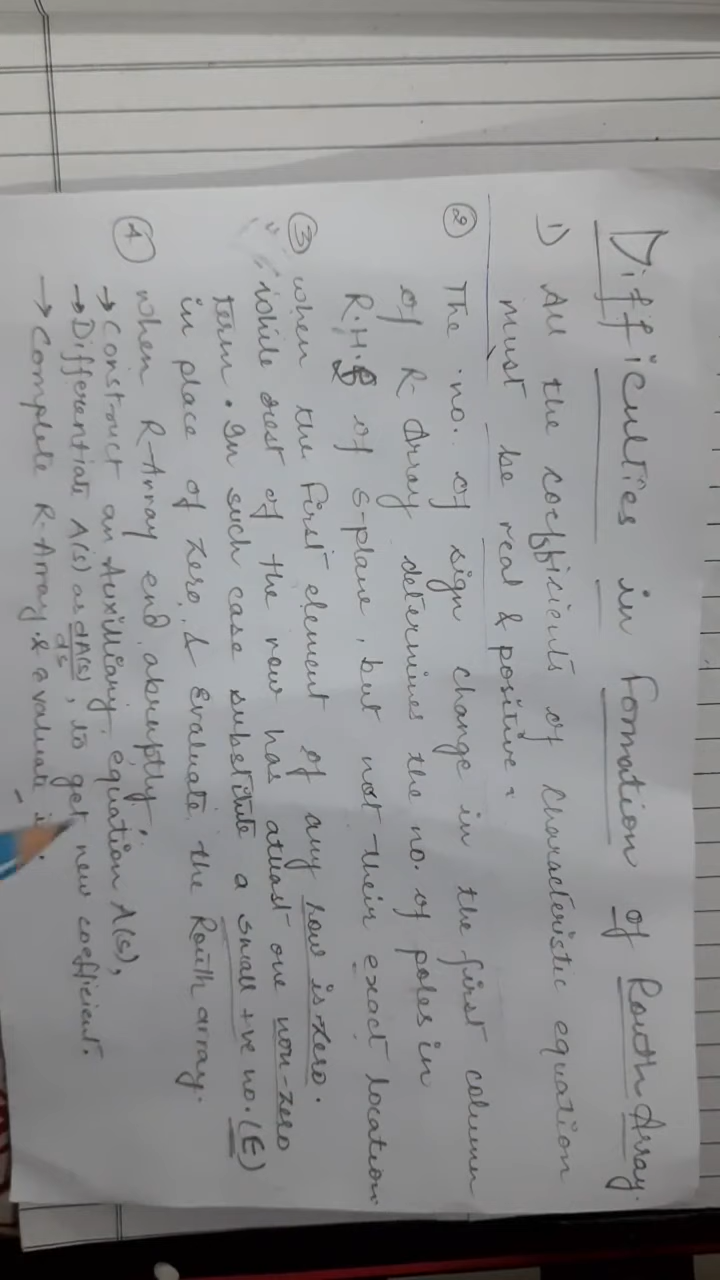 Difficulties in Formation of Routh Array.
1) All the coefficients of characteristic equation
must be real & positive.
② The no. of sign change in the first column
of R Array determines the no. of poles in
R.H.S of s-plane, but not their exact location
③ when the first element of any row is zero.
while rest of the row has atleast one non-zero
term. In such case substitute a small +ve no. (E)
in place of zero, & Evaluate the Routh array.
④ when R-Array end abruptly
→ Construct an Auxilliary equation A(s),
→ Differentiate A(s) as dA(s)/ds, to get new coefficient.
→ Complete R-Array & evaluate